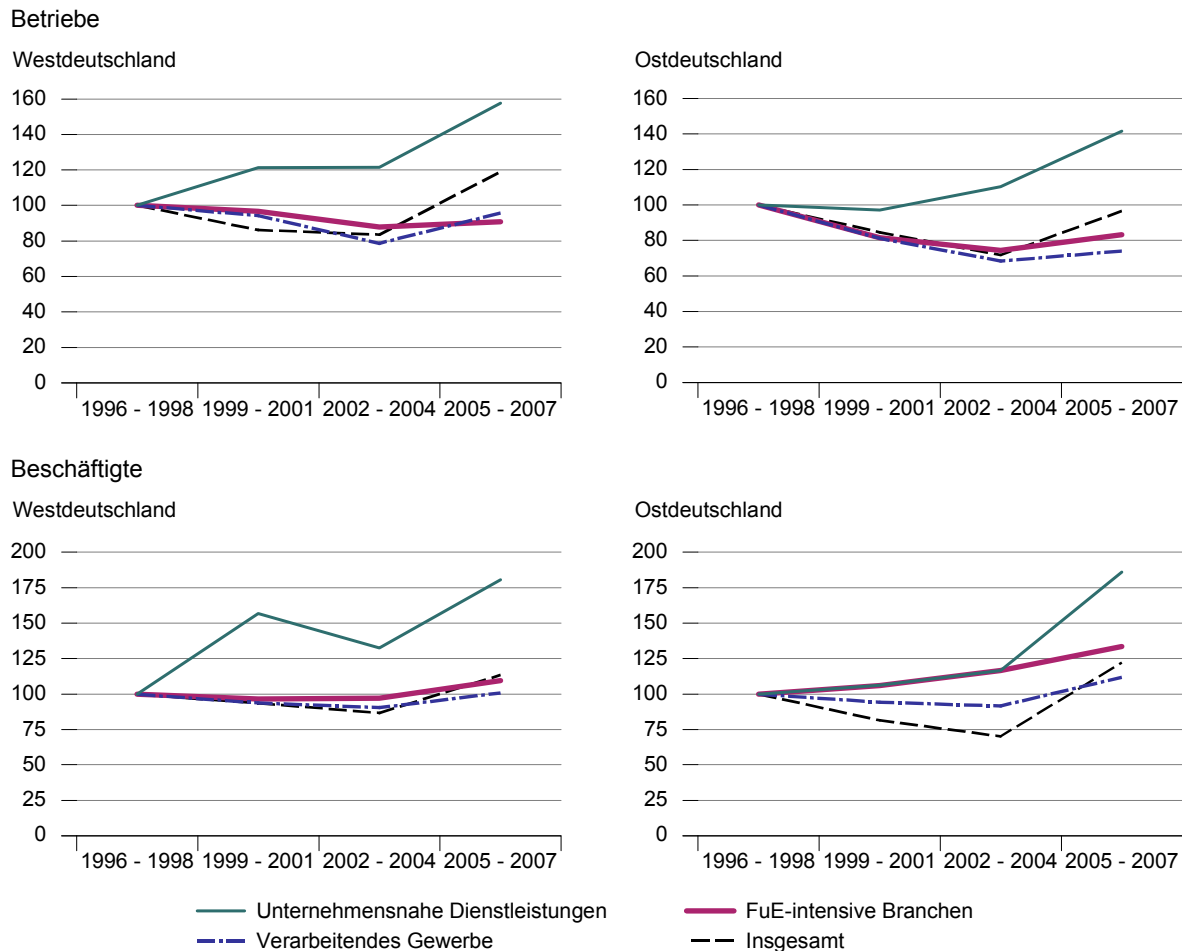 Betriebe
Westdeutschland
160
140
120
100
80
60
40
20
0
1996 - 1998 1999 - 2001 2002 - 2004 2005 - 2007
Ostdeutschland
160
140
120
100
80
60
40
20
0
1996 - 1998 1999 - 2001 2002 - 2004 2005 - 2007
Beschäftigte
Westdeutschland
200
175
150
125
100
75
50
25
0
1996 - 1998 1999 - 2001 2002 - 2004 2005 - 2007
Ostdeutschland
200
175
150
125
100
75
50
25
0
1996 - 1998 1999 - 2001 2002 - 2004 2005 - 2007
Unternehmensnahe Dienstleistungen
FuE-intensive Branchen
Verarbeitendes Gewerbe
Insgesamt